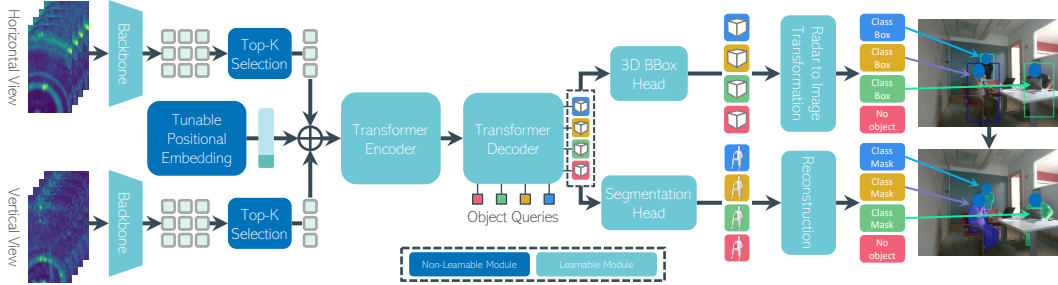 Horizontal View
Backbone
Top-K
Selection
Tunable
Positional
Embedding
Vertical View
Backbone
Top-K
Selection
Transformer
Encoder
Transformer
Decoder
Object Queries
3D BBox
Head
Segmentation
Head
Radar to Image
Transformation
Reconstruction
Class
Box
Class
Box
Class
Box
No
object
Class
Mask
Class
Mask
Class
Mask
No
object
Non-Learnable Module
Learnable Module